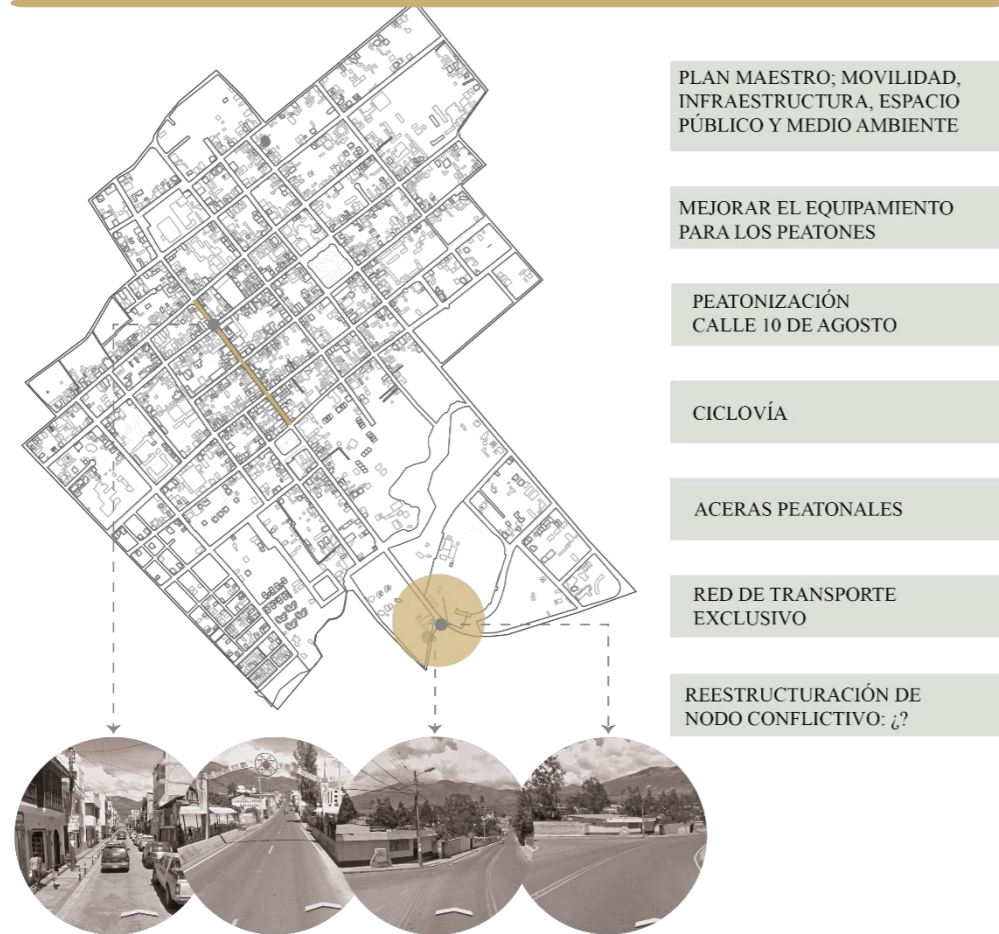 PLAN MAESTRO; MOVILIDAD,
INFRAESTRUCTURA, ESPACIO
PÚBLICO Y MEDIO AMBIENTE
MEJORAR EL EQUIPAMIENTO
PARA LOS PEATONES
PEATONIZACIÓN
CALLE 10 DE AGOSTO
CICLOVÍA
ACERAS PEATONALES
RED DE TRANSPORTE
EXCLUSIVO
REESTRUCTURACIÓN DE
NODO CONFLICTIVO: ¿?